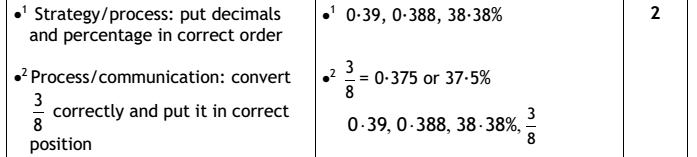 •¹ Strategy/process: put decimals
and percentage in correct order
•² Process/communication: convert
3/8 correctly and put it in correct
position
•¹ 0·39, 0·388, 38·38%
•² 3/8 = 0·375 or 37·5%
0·39, 0·388, 38·38%, 3/8
2